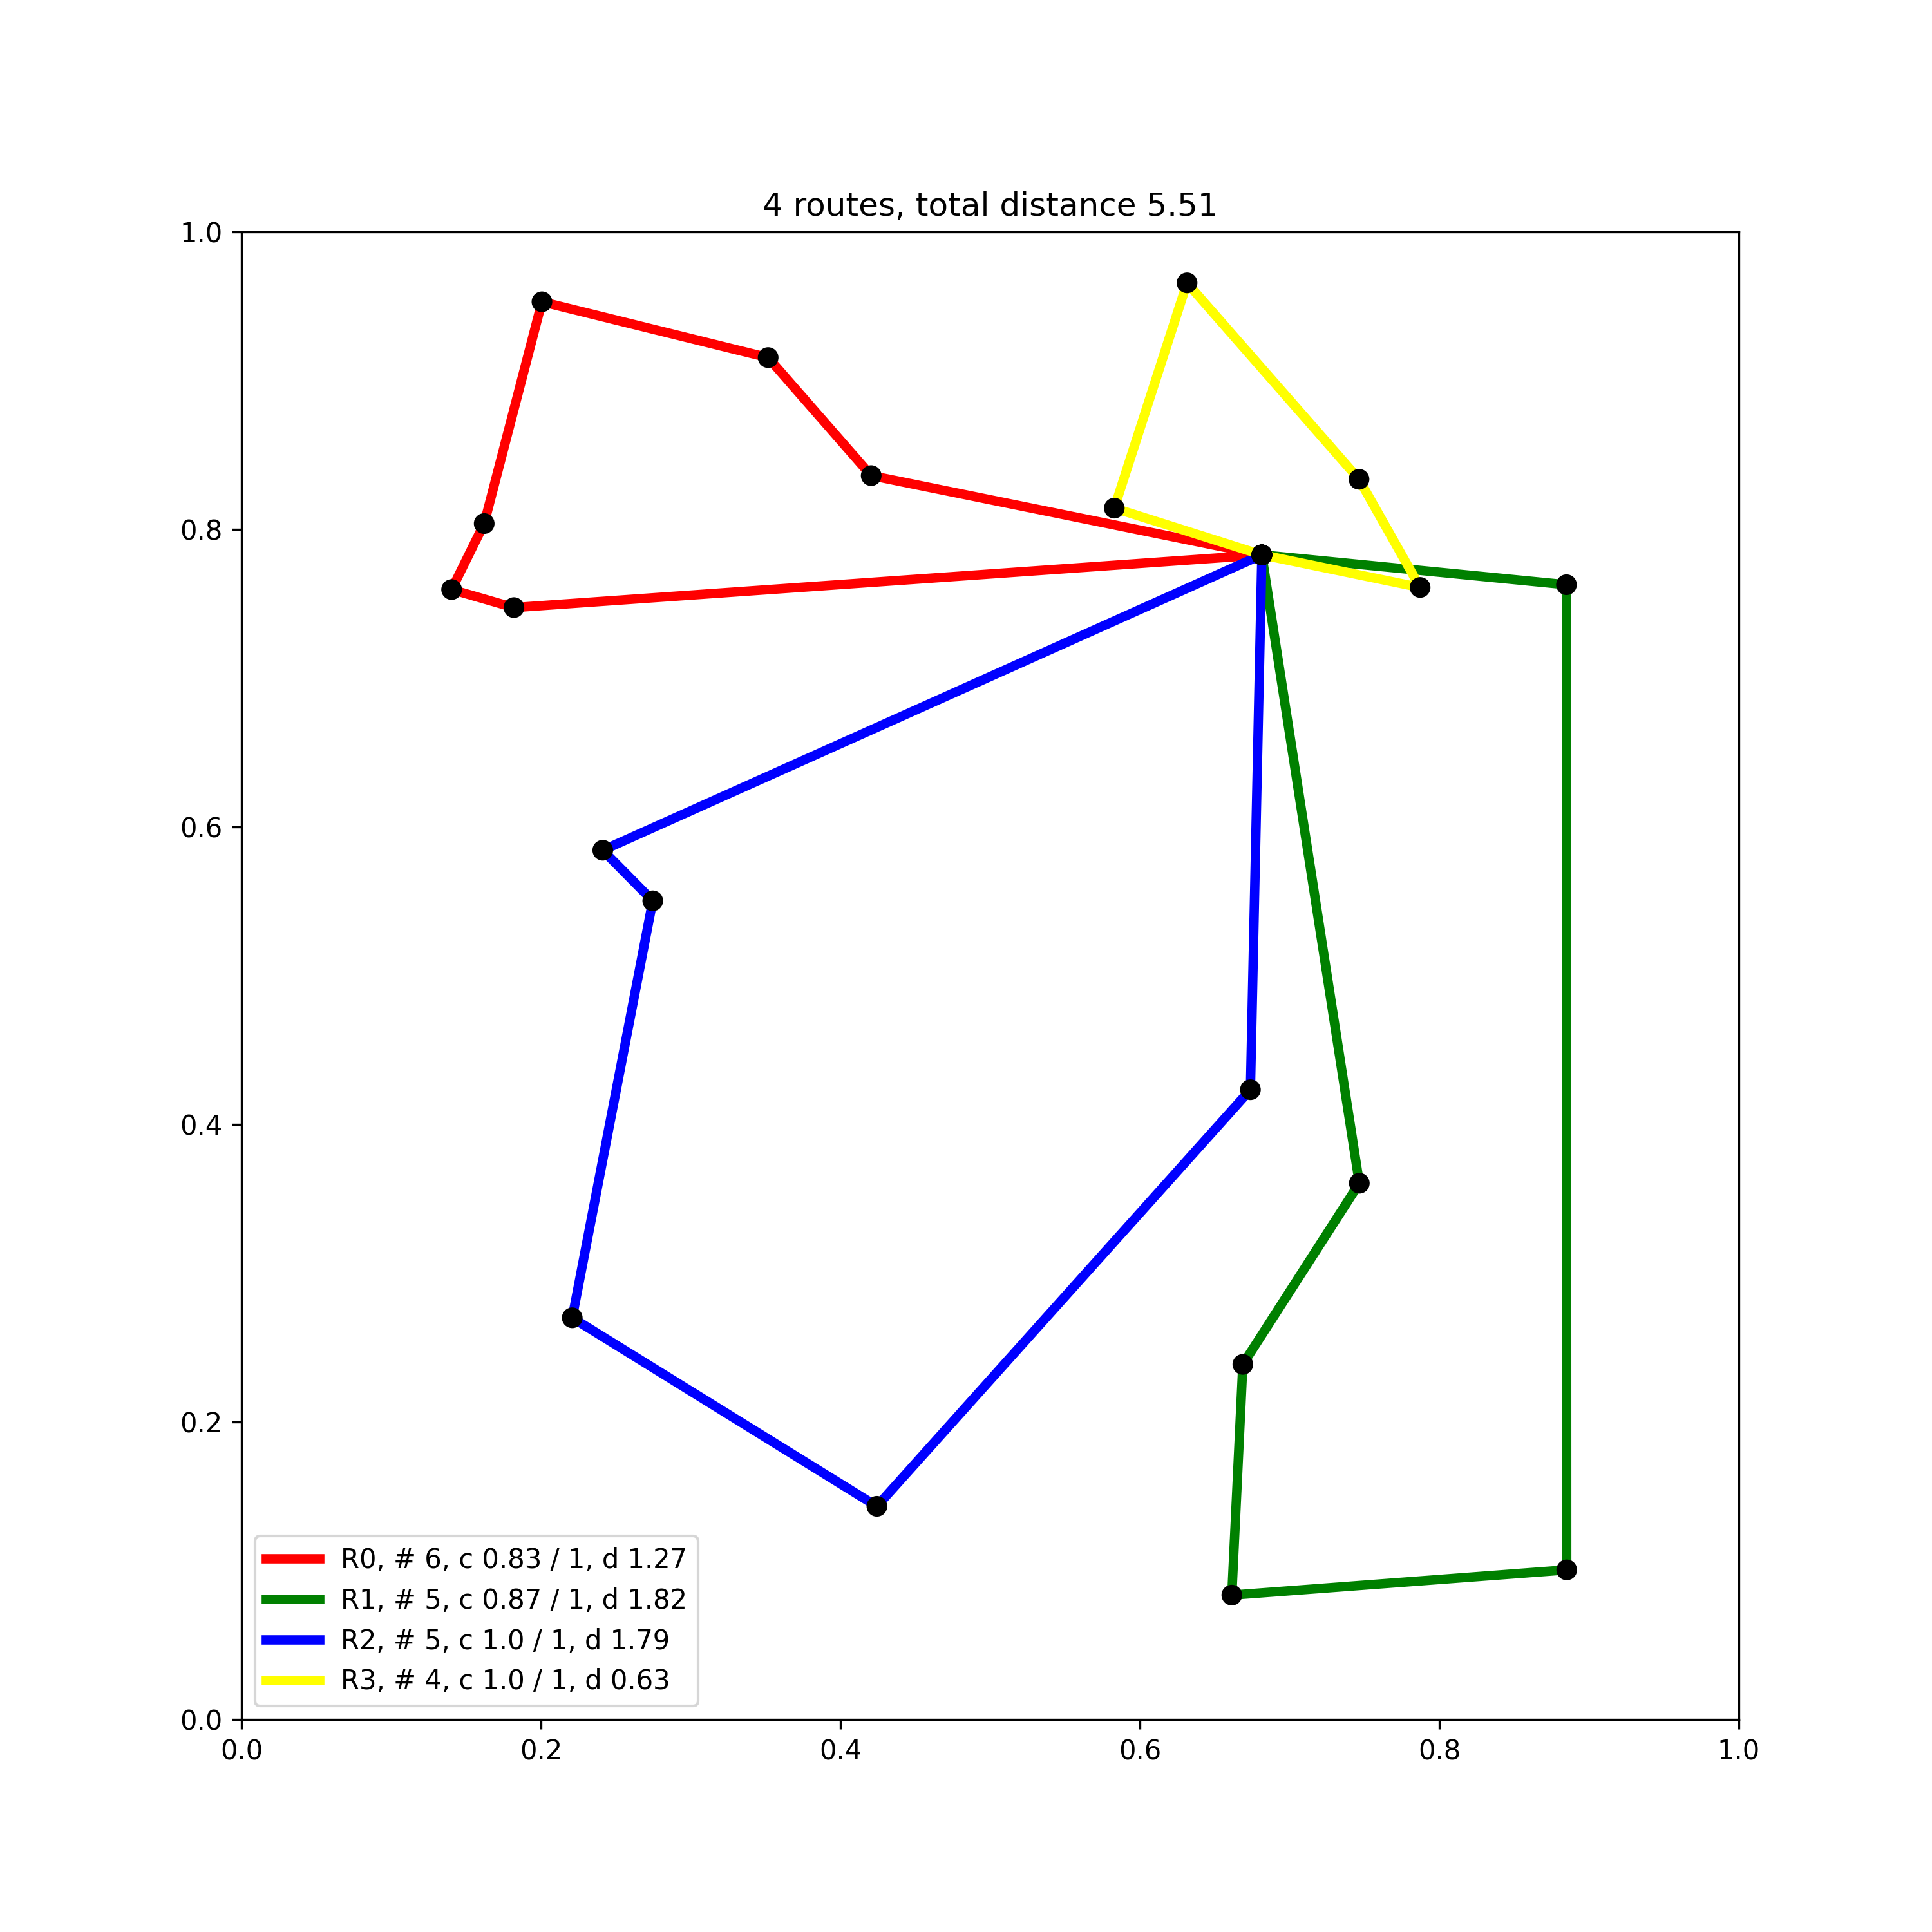 4 routes, total distance 5.51
1.0
0.8
0.6
0.4
0.2
0.0
R0, # 6, c 0.83 / 1, d 1.27
R1, # 5, c 0.87 / 1, d 1.82
R2, # 5, c 1.0 / 1, d 1.79
R3, # 4, c 1.0 / 1, d 0.63
0.0 0.2 0.4 0.6 0.8 1.0